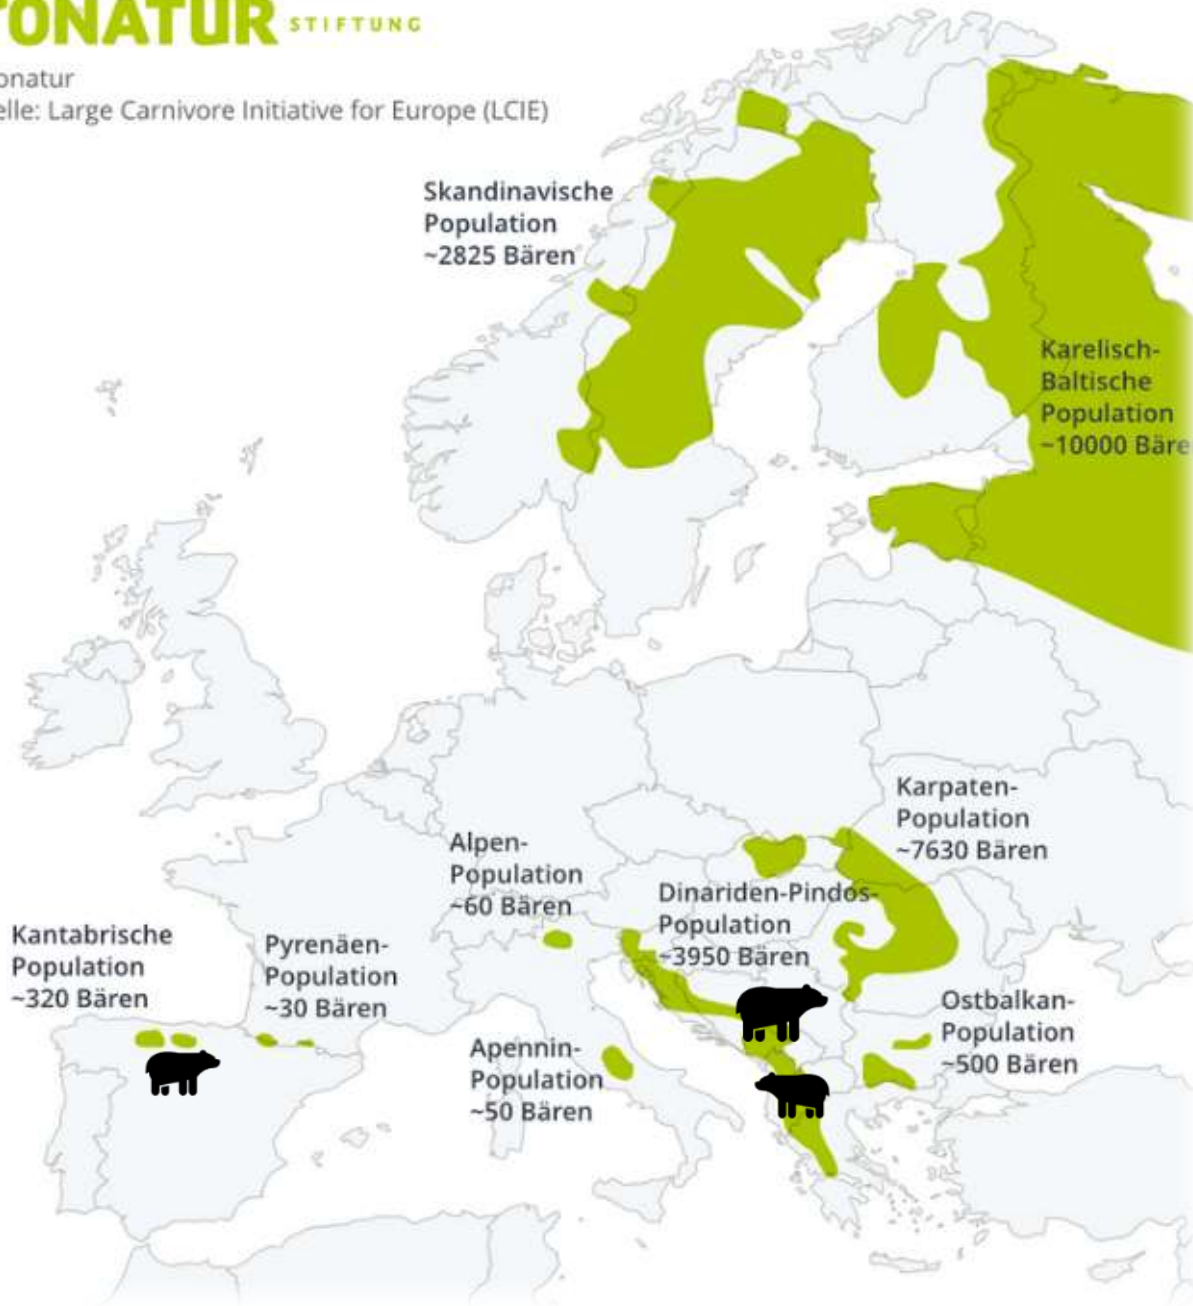 TONATUR STIFTUNG
onatur
elle: Large Carnivore Initiative for Europe (LCIE)
Skandinavische
Population
~2825 Bären
Karelisch-
Baltische
Population
~10000 Bäre
Karpaten-
Population
~7630 Bären
Alpen-
Population
~60 Bären
Dinariden-Pindos-
Population
~3950 Bären
Kantabrische
Population
~320 Bären
Pyrenäen-
Population
~30 Bären
Ostbalkan-
Population
~500 Bären
Apennin-
Population
~50 Bären